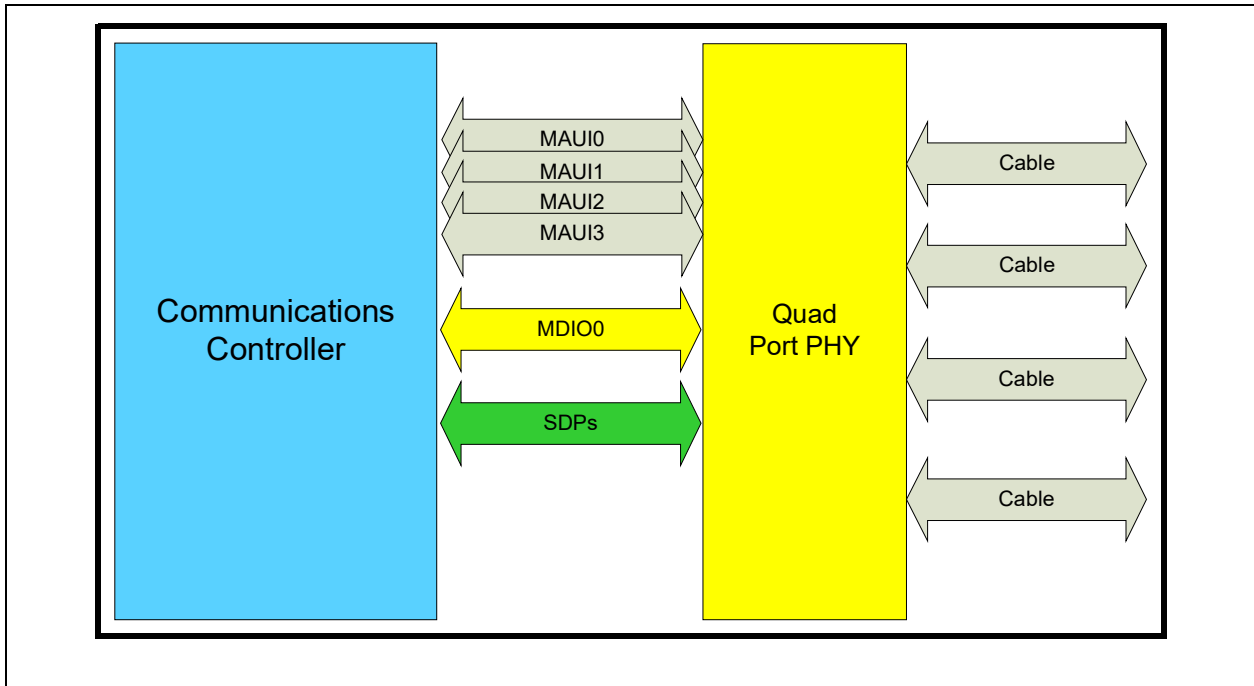 Communications
Controller
MAUI0
MAUI1
MAUI2
MAUI3
MDIO0
SDPs
Quad
Port PHY
Cable
Cable
Cable
Cable